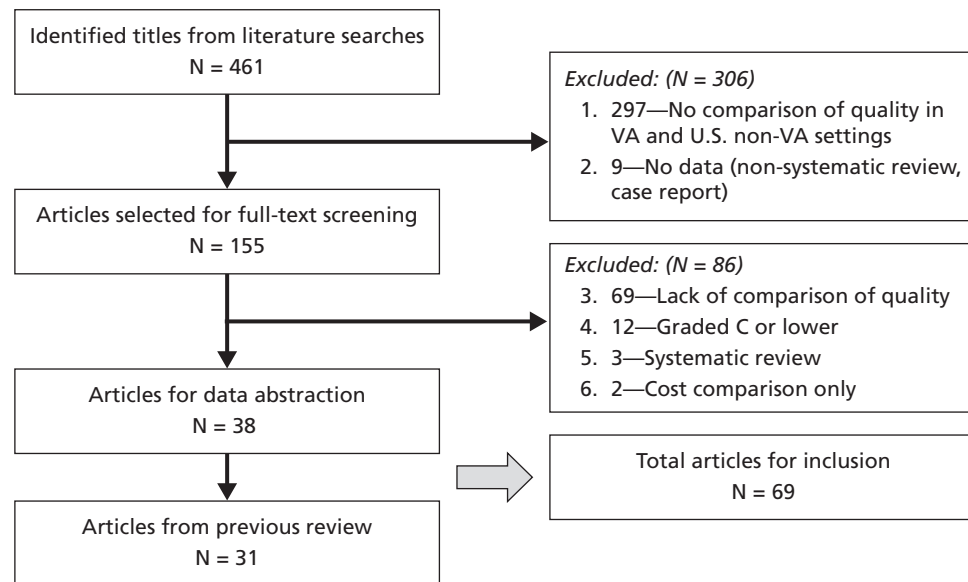 Identified titles from literature searches
N = 461
Excluded: (N = 306)
1. 297—No comparison of quality in
VA and U.S. non-VA settings
2. 9—No data (non-systematic review,
case report)
Articles selected for full-text screening
N = 155
Excluded: (N = 86)
3. 69—Lack of comparison of quality
4. 12—Graded C or lower
5. 3—Systematic review
6. 2—Cost comparison only
Articles for data abstraction
N = 38
Total articles for inclusion
N = 69
Articles from previous review
N = 31